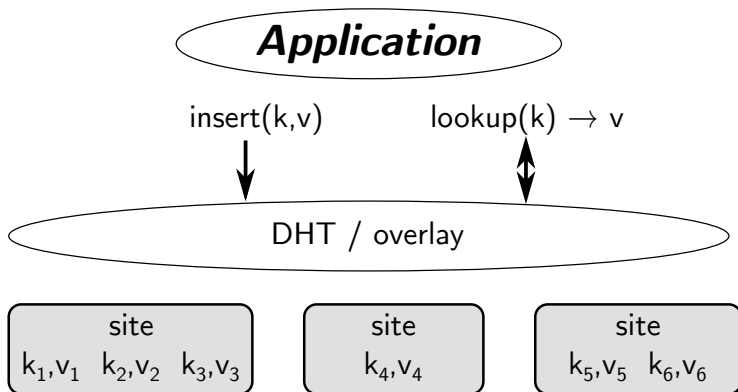 Application
insert(k,v) lookup(k) → v
DHT / overlay
site site site
k₁,v₁ k₂,v₂ k₃,v₃ k₄,v₄ k₅,v₅ k₆,v₆